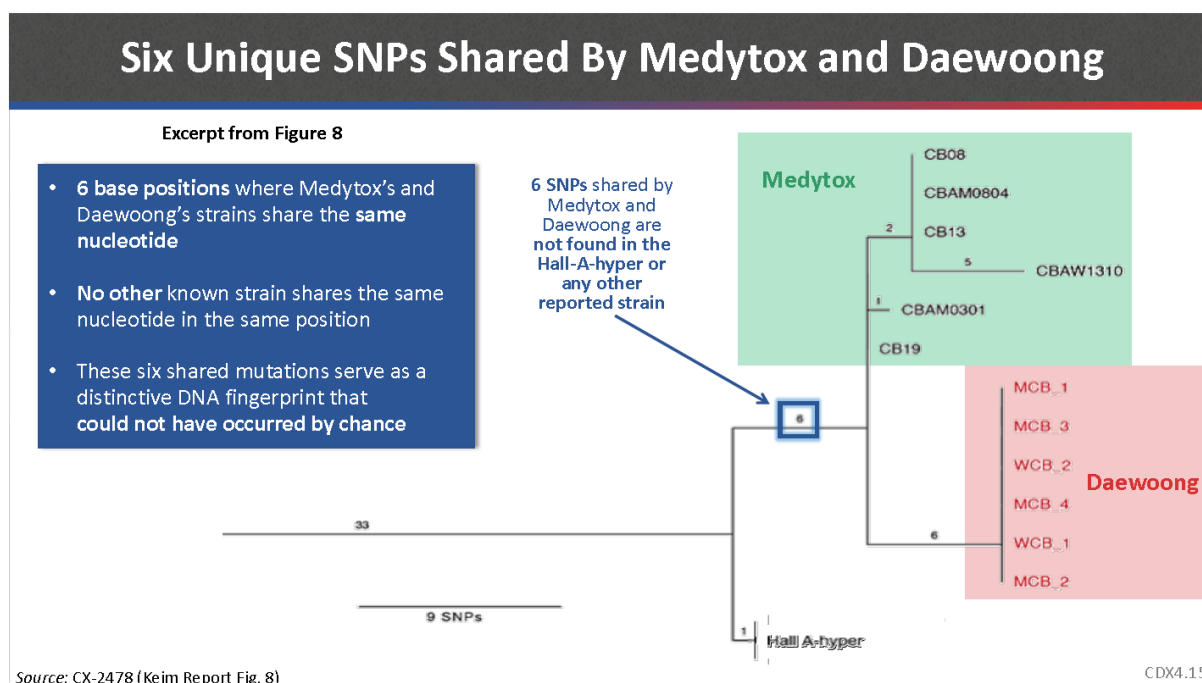 Six Unique SNPs Shared By Medytox and Daewoong
Excerpt from Figure 8
• 6 base positions where Medytox's and
Daewoong's strains share the same
nucleotide
• No other known strain shares the same
nucleotide in the same position
• These six shared mutations serve as a
distinctive DNA fingerprint that
could not have occurred by chance
6 SNPs shared by
Medytox and
Daewoong are
not found in the
Hall-A-hyper or
any other
reported strain
Medytox
CB08
CBAM0804
2
CB13
5
CBAW1310
1
CBAM0301
CB19
6
MCB_1
MCB_3
WCB_2
Daewoong
MCB_4
33
6
WCB_1
MCB_2
9 SNPs
1
Hall A-hyper
Source: CX-2478 (Keim Report Fig. 8)
CDX4.15